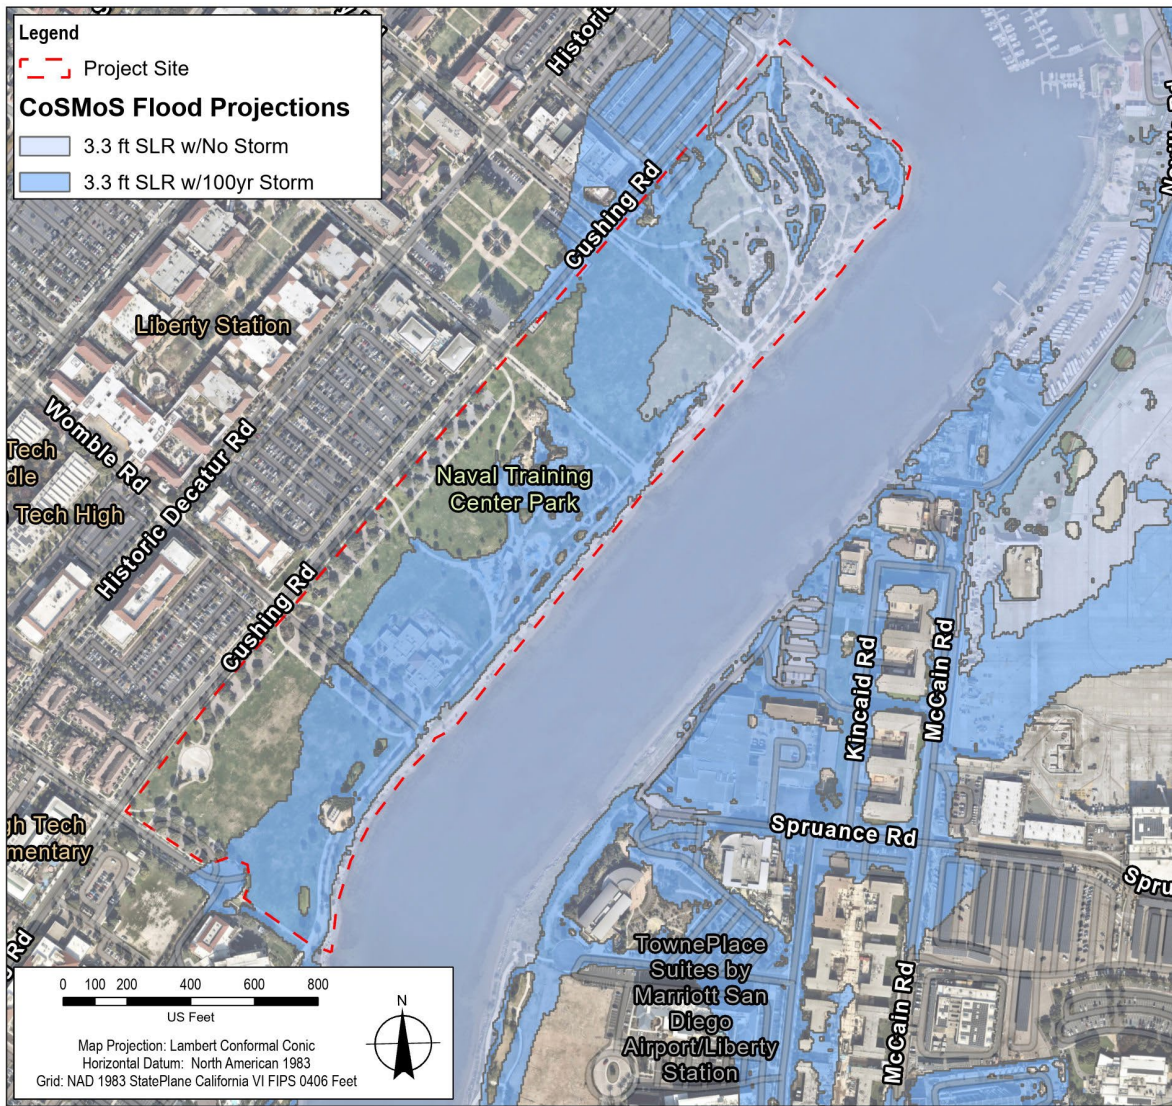 Legend
Project Site
CoSMoS Flood Projections
3.3 ft SLR w/No Storm
3.3 ft SLR w/100yr Storm
Historic
Cushing Rd
Liberty Station
Womble Rd
Historic Decatur Rd
Tech
dle
Tech High
Naval Training
Center Park
Cushing Rd
Kincaid Rd
McCain Rd
gh Tech
mentary
Spruance Rd
Spru
Rd
TownePlace
Suites by
Marriott San
Diego
Airport/Liberty
Station
McCain Rd
0 100 200 400 600 800
US Feet
N
Map Projection: Lambert Conformal Conic
Horizontal Datum: North American 1983
Grid: NAD 1983 StatePlane California VI FIPS 0406 Feet